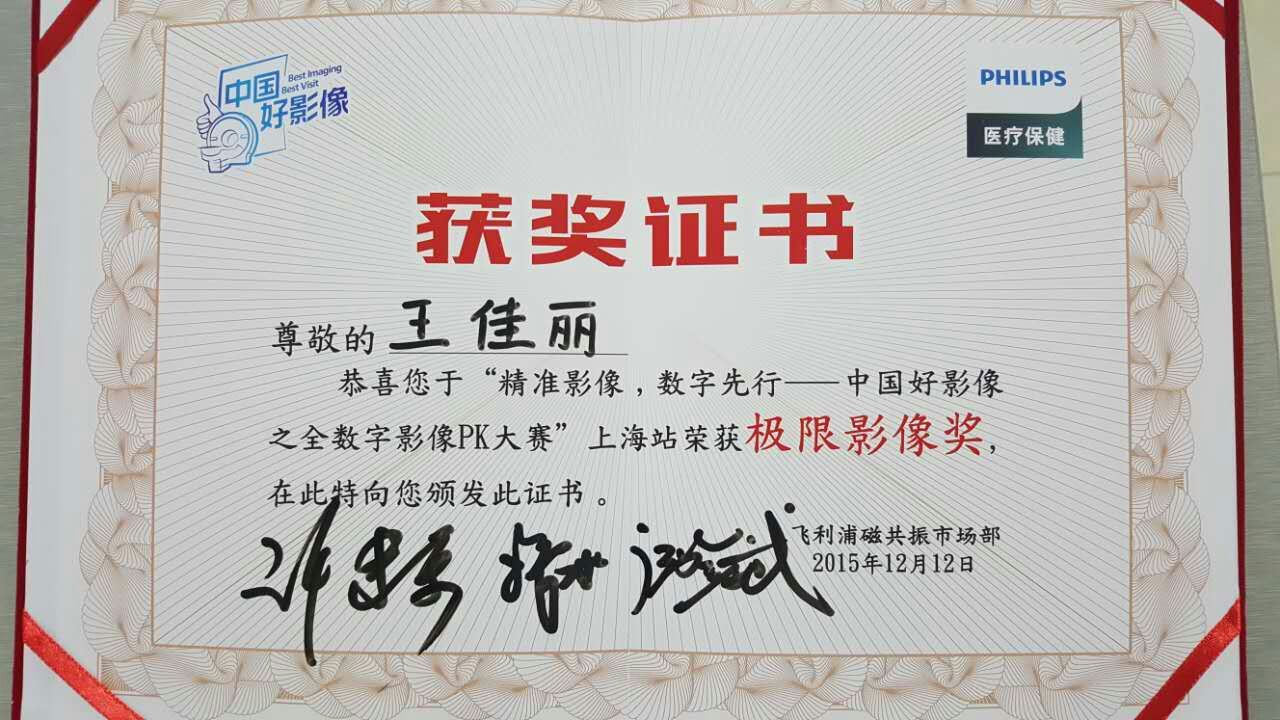 中国
好影像
Best Imaging
Best Visit
PHILIPS
医疗保健
获奖证书
尊敬的 王佳丽
恭喜您于“精准影像，数字先行——中国好影像
之全数字影像PK大赛”上海站荣获极限影像奖，
在此特向您颁发此证书。
飞利浦磁共振市场部
2015年12月12日